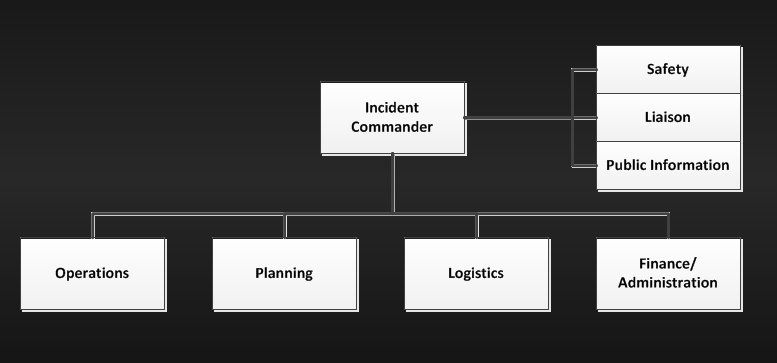 Safety
Incident
Commander
Liaison
Public Information
Operations
Planning
Logistics
Finance/
Administration